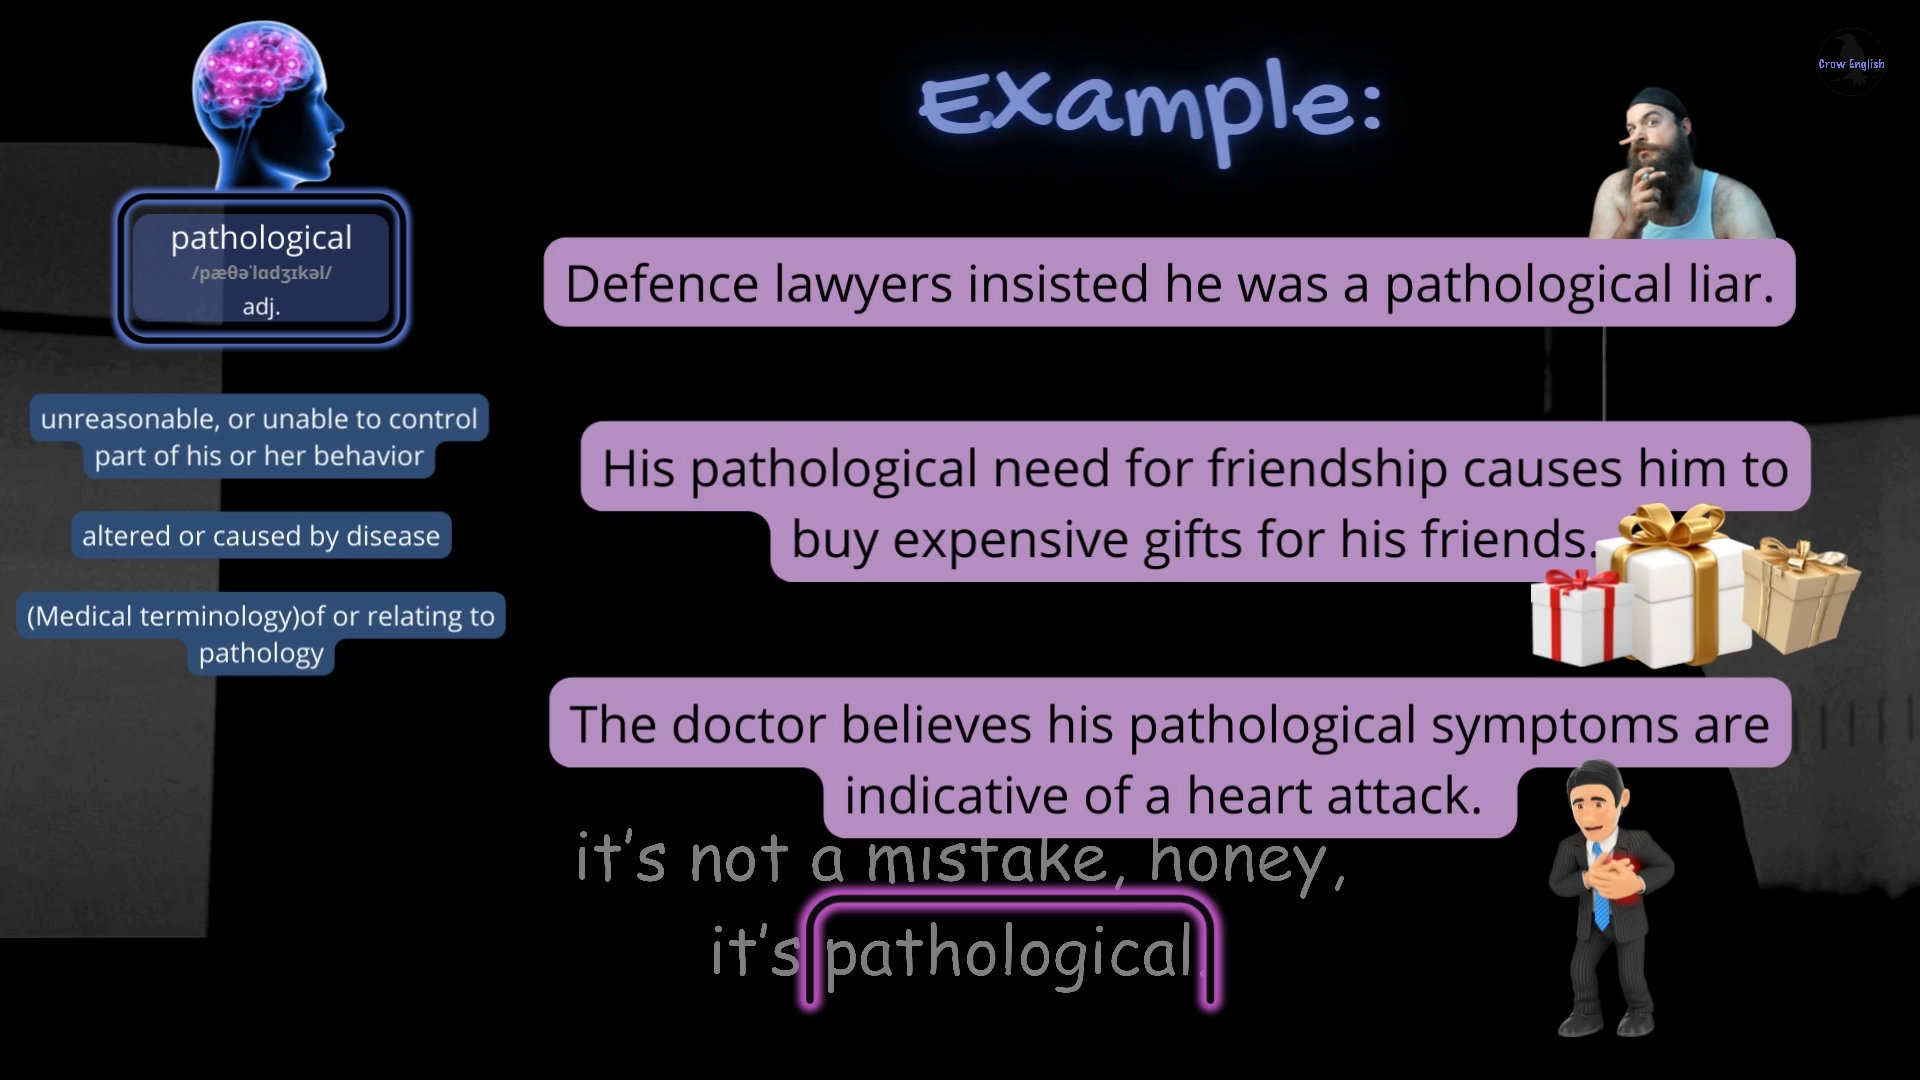 Crow English
Example:
pathological
/pæθəˈlɑdʒɪkəl/
adj.
unreasonable, or unable to control
part of his or her behavior
altered or caused by disease
(Medical terminology)of or relating to
pathology
Defence lawyers insisted he was a pathological liar.
His pathological need for friendship causes him to
buy expensive gifts for his friends.
The doctor believes his pathological symptoms are
indicative of a heart attack.
it's not a mistake, honey,
it's pathological.